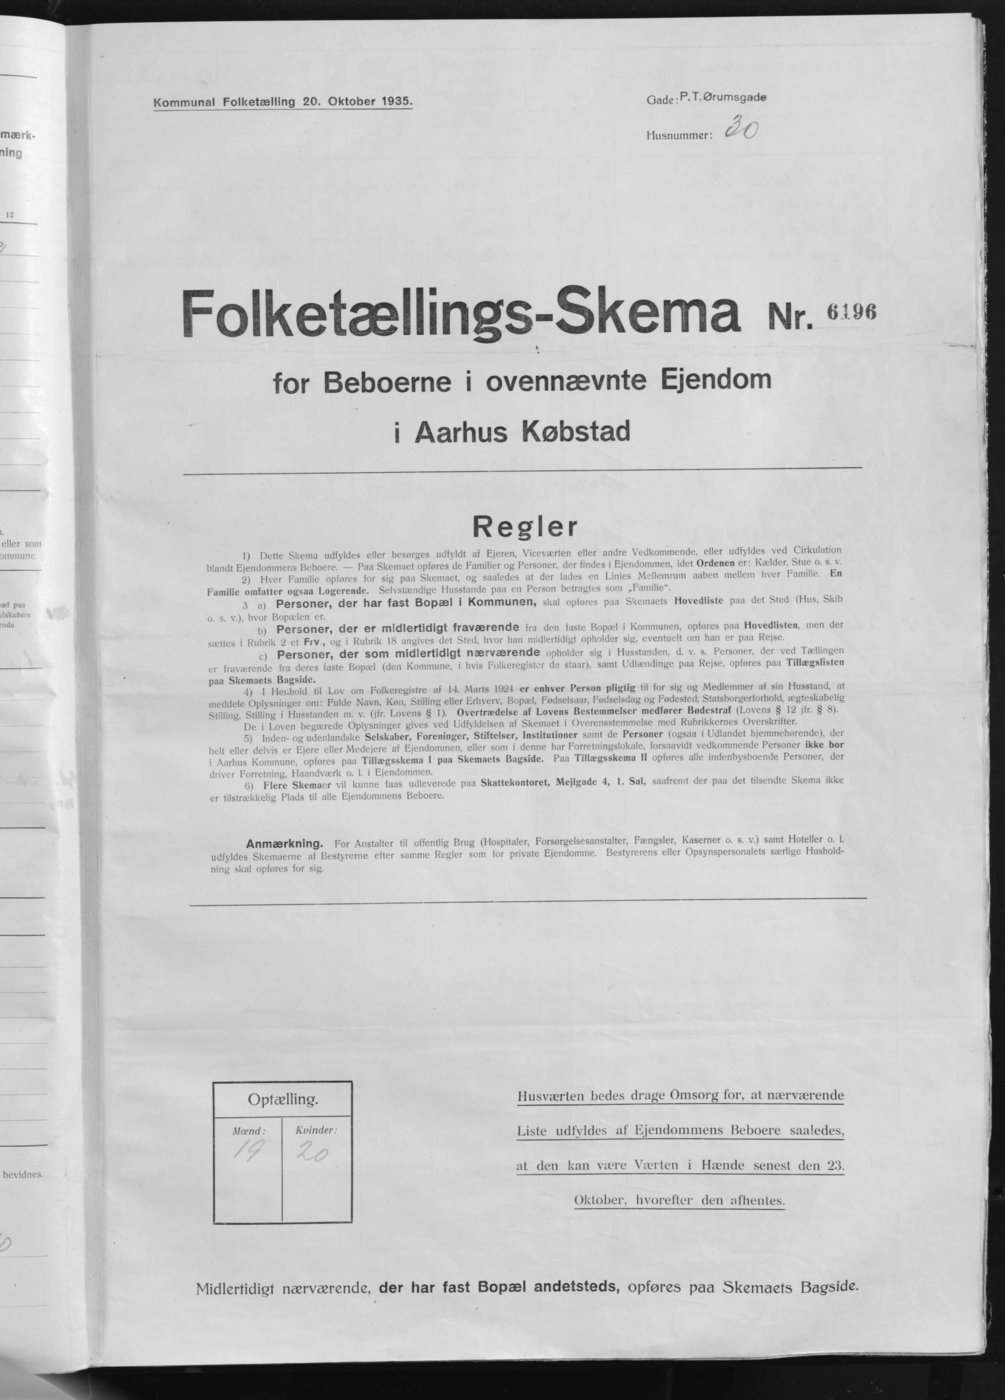 Kommunal Folketælling 20. Oktober 1935.
Gade: P. T. Ørumsgade
Husnummer: 30
Folketællings-Skema Nr. 6196
for Beboerne i ovennævnte Ejendom
i Aarhus Købstad
Regler
1) Dette Skema udfyldes eller besørges udfyldt af Ejeren, Viceværten eller andre Vedkommende, eller udfyldes ved Cirkulation
blandt Ejendommens Beboere. — Paa Skemaet opføres de Familier og Personer, der findes i Ejendommen, idet Ordenen er: Kælder, Stue o. s. v.
2) Hver Familie opføres for sig paa Skemaet, og saaledes at der lades en Linies Mellemrum aaben mellem hver Familie. En
Familie omfatter ogsaa Logerende. Selvstændige Husstande paa en Person betragtes som „Familie“.
3 a) Personer, der har fast Bopæl i Kommunen, skal opføres paa Skemaets Hovedliste paa det Sted (Hus, Skib
o. s. v.), hvor Bopælen er.
b) Personer, der er midlertidigt fraværende fra den faste Bopæl i Kommunen, opføres paa Hovedlisten, men der
sættes i Rubrik 2 et Frv., og i Rubrik 18 angives det Sted, hvor han midlertidigt opholder sig, eventuelt om han er paa Rejse.
c) Personer, der som midlertidigt nærværende opholder sig i Husstanden, d. v. s. Personer, der ved Tællingen
er fraværende fra deres faste Bopæl (den Kommune, i hvis Folkeregister de staar), samt Udlændinge paa Rejse, opføres paa Tillægslisten
paa Skemaets Bagside.
4) I Henhold til Lov om Folkeregistre af 14. Marts 1924 er enhver Person pligtig til for sig og Medlemmer af sin Husstand, at
meddele Oplysninger om: Fulde Navn, Køn, Stilling eller Erhverv, Bopæl, Fødselsaar, Fødselsdag og Fødested, Statsborgerforhold, ægteskabelig
Stilling, Stilling i Husstanden m. v. (jfr. Lovens § 1). Overtrædelse af Lovens Bestemmelser medfører Bødestraf (Lovens § 12 jfr. § 8).
De i Loven begærede Oplysninger gives ved Udfyldelsen af Skemaet i Overensstemmelse med Rubrikkernes Overskrifter.
5) Inden- og udenlandske Selskaber, Foreninger, Stiftelser, Institutioner samt de Personer (ogsaa i Udlandet hjemmehørende), der
helt eller delvis er Ejere eller Medejere af Ejendommen, eller som i denne har Forretningslokale, forsaavidt vedkommende Personer ikke bor
i Aarhus Kommune, opføres paa Tillægsskema I paa Skemaets Bagside. Paa Tillægsskema II opføres alle indenbysboende Personer, der
driver Forretning, Haandværk o. l. i Ejendommen.
6) Flere Skemaer vil kunne faas udleverede paa Skattekontoret, Mejlgade 4, 1. Sal, saafremt der paa det tilsendte Skema ikke
er tilstrækkelig Plads til alle Ejendommens Beboere.
Anmærkning. For Anstalter til offentlig Brug (Hospitaler, Forsørgelsesanstalter, Fængsler, Kaserner o. s. v.) samt Hoteller o. l.
udfyldes Skemaerne af Bestyrerne efter samme Regler som for private Ejendomme. Bestyrerens eller Opsynspersonalets særlige Hushold-
ning skal opføres for sig.
Optælling.
Mænd: Kvinder:
19 20
Husværten bedes drage Omsorg for, at nærværende
Liste udfyldes af Ejendommens Beboere saaledes,
at den kan være Værten i Hænde senest den 23.
Oktober, hvorefter den afhentes.
Midlertidigt nærværende, der har fast Bopæl andetsteds, opføres paa Skemaets Bagside.
mærk-
ning
12
eller som
ommune.
bevidnes.